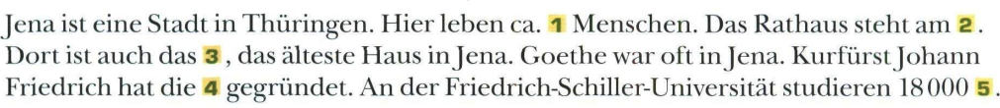 Jena ist eine Stadt in Thüringen. Hier leben ca. 1 Menschen. Das Rathaus steht am 2.
Dort ist auch das 3, das älteste Haus in Jena. Goethe war oft in Jena. Kurfürst Johann
Friedrich hat die 4 gegründet. An der Friedrich-Schiller-Universität studieren 18 000 5.